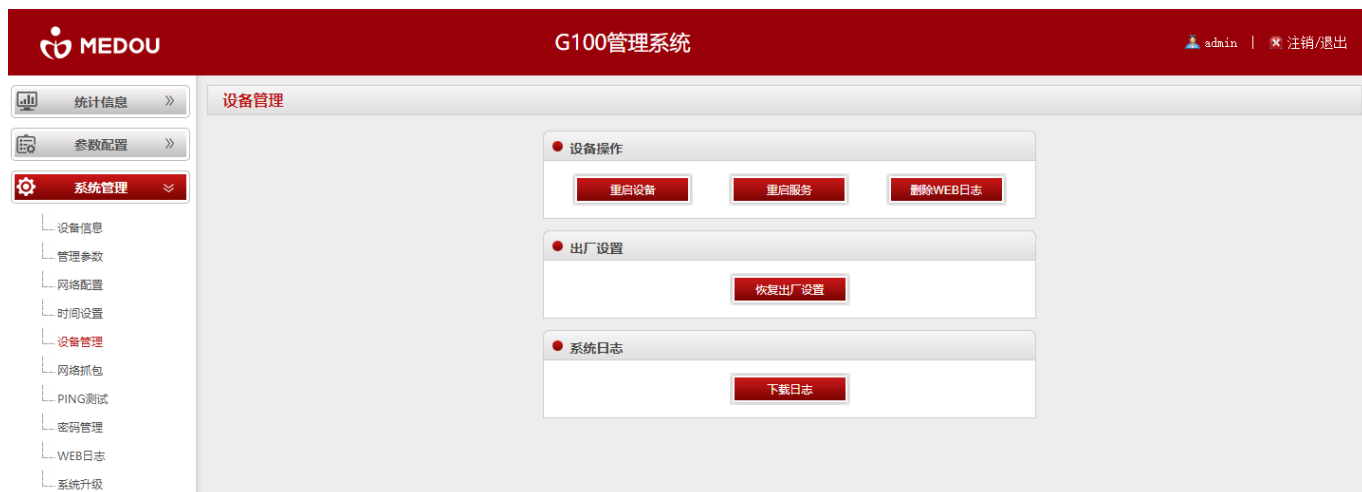 MEDOU
G100管理系统
admin | 注销/退出
统计信息
参数配置
系统管理
设备信息
管理参数
网络配置
时间设置
设备管理
网络抓包
PING测试
密码管理
WEB日志
系统升级
设备管理
设备操作
重启设备 重启服务 删除WEB日志
出厂设置
恢复出厂设置
系统日志
下载日志